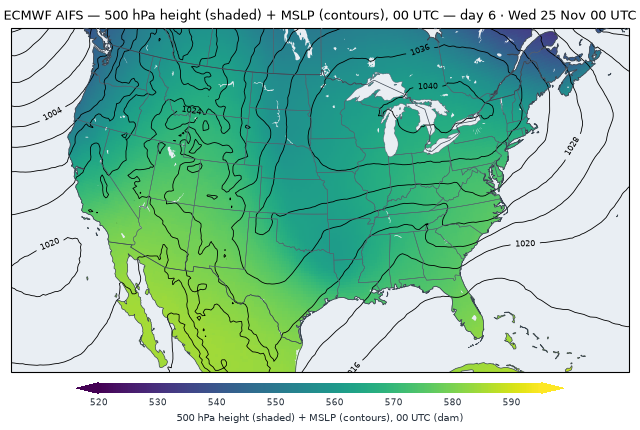 ECMWF AIFS — 500 hPa height (shaded) + MSLP (contours), 00 UTC — day 6 · Wed 25 Nov 00 UTC
1036
1040
1004
1024
1028
1020
1020
520 530 540 550 560 570 580 590
500 hPa height (shaded) + MSLP (contours), 00 UTC (dam)